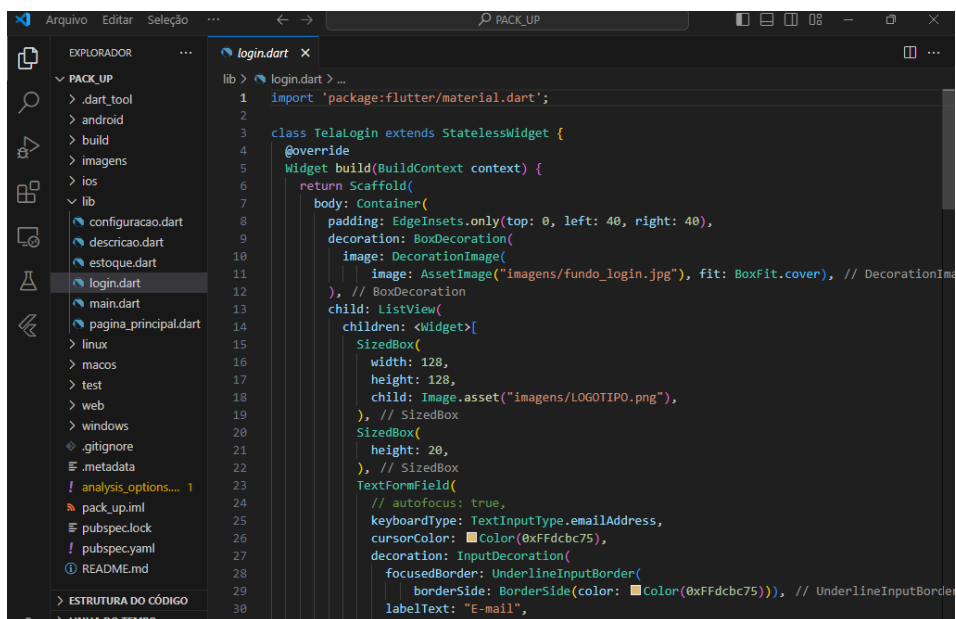 Arquivo Editar Seleção ... PACK_UP
EXPLORADOR ...
PACK_UP
.dart_tool
android
build
imagens
ios
lib
configuracao.dart
descricao.dart
estoque.dart
login.dart
main.dart
pagina_principal.dart
linux
macos
test
web
windows
.gitignore
.metadata
analysis_options.... 1
pack_up.iml
pubspec.lock
pubspec.yaml
README.md
ESTRUTURA DO CÓDIGO
LINHA DO TEMPO
login.dart
lib > login.dart > ...
1 import 'package:flutter/material.dart';
2
3 class TelaLogin extends StatelessWidget {
4 @override
5 Widget build(BuildContext context) {
6 return Scaffold(
7 body: Container(
8 padding: EdgeInsets.only(top: 0, left: 40, right: 40),
9 decoration: BoxDecoration(
10 image: DecorationImage(
11 image: AssetImage("imagens/fundo_login.jpg"), fit: BoxFit.cover), // DecorationIma
12 ), // BoxDecoration
13 child: ListView(
14 children: <Widget>[
15 SizedBox(
16 width: 128,
17 height: 128,
18 child: Image.asset("imagens/LOGOTIPO.png"),
19 ), // SizedBox
20 SizedBox(
21 height: 20,
22 ), // SizedBox
23 TextFormField(
24 // autofocus: true,
25 keyboardType: TextInputType.emailAddress,
26 cursorColor: Color(0xFFdcbc75),
27 decoration: InputDecoration(
28 focusedBorder: UnderlineInputBorder(
29 borderSide: BorderSide(color: Color(0xFFdcbc75))), // UnderlineInputBorder
30 labelText: "E-mail",